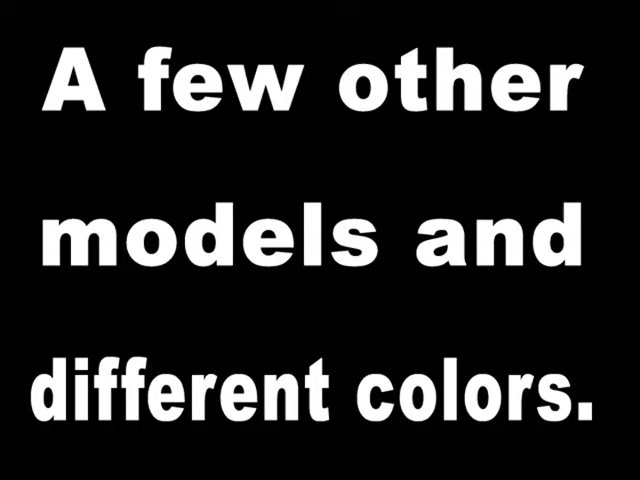 A few other
models and
different colors.